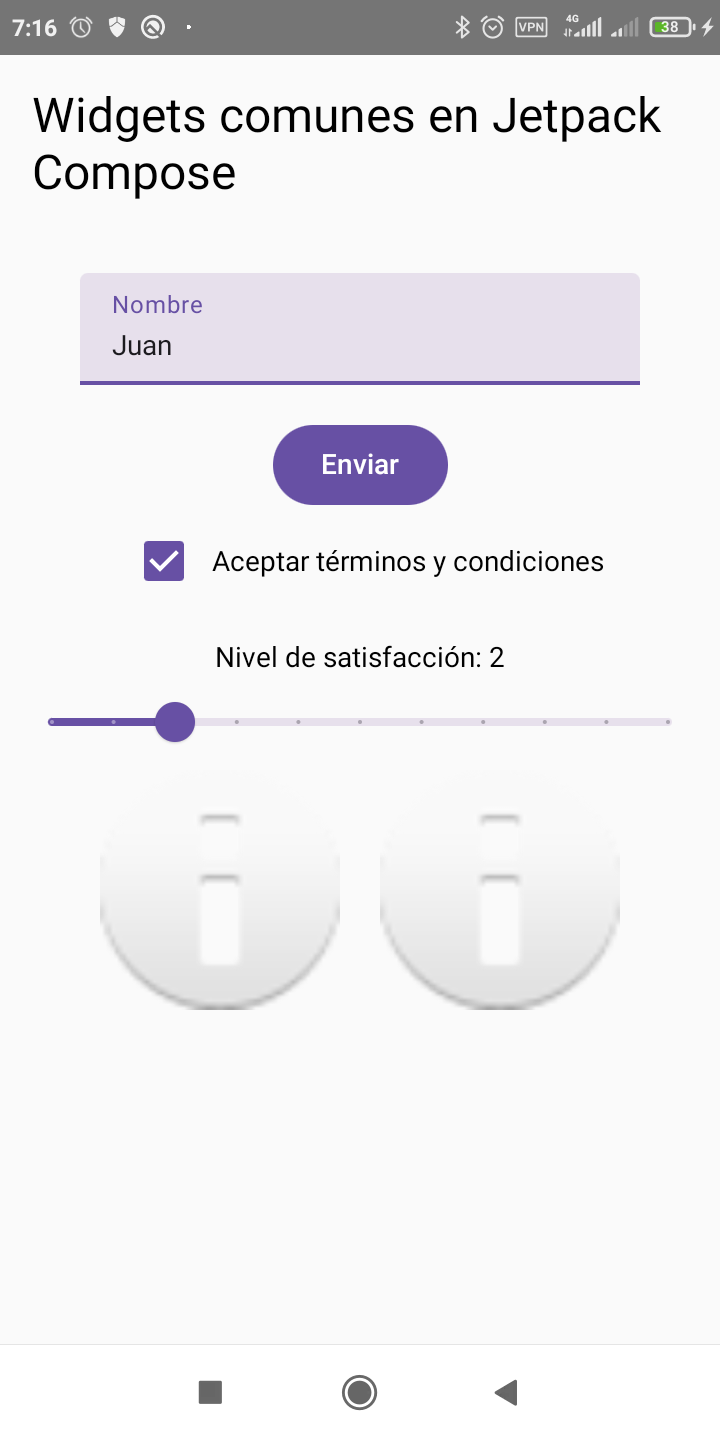 7:16 VPN 4G 38
Widgets comunes en Jetpack
Compose
Nombre
Juan
Enviar
Aceptar términos y condiciones
Nivel de satisfacción: 2